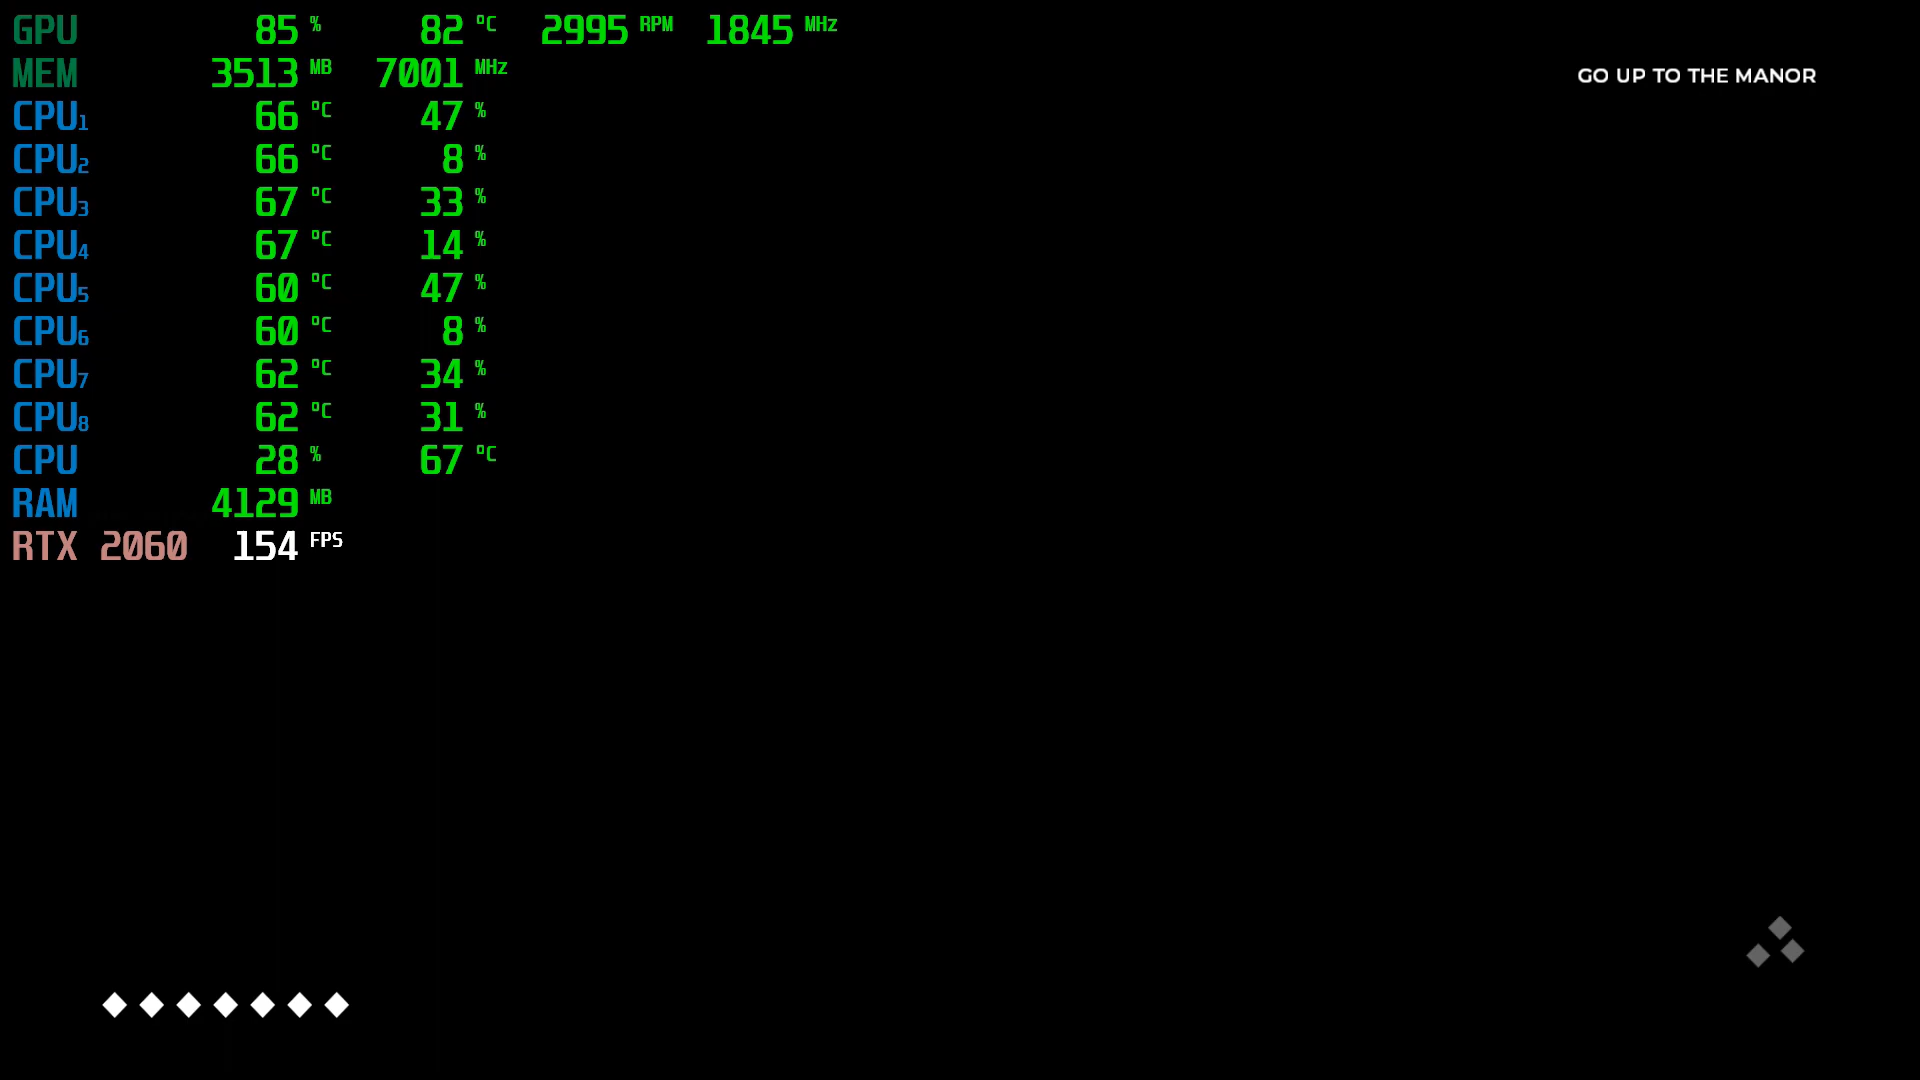 GPU 85 % 82 °C 2995 RPM 1845 MHz
MEM 3513 MB 7001 MHz
GO UP TO THE MANOR
CPU1 66 °C 47 %
CPU2 66 °C 8 %
CPU3 67 °C 33 %
CPU4 67 °C 14 %
CPU5 60 °C 47 %
CPU6 60 °C 8 %
CPU7 62 °C 34 %
CPU8 62 °C 31 %
CPU 28 % 67 °C
RAM 4129 MB
RTX 2060 154 FPS